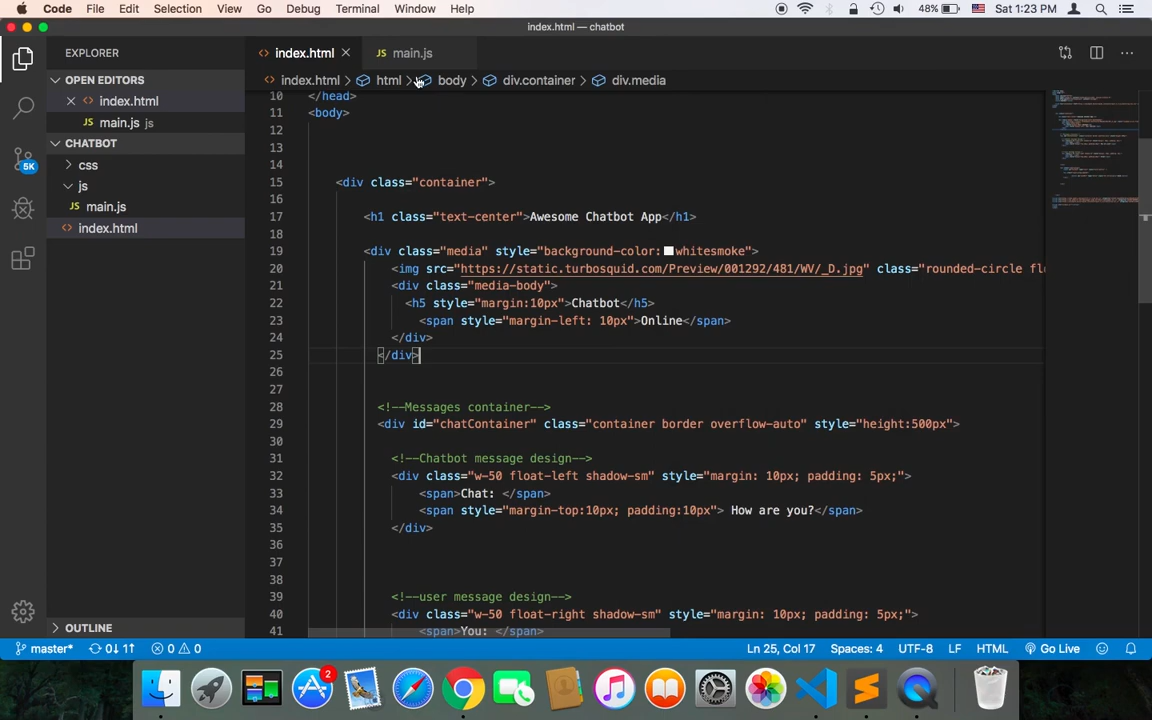 Code File Edit Selection View Go Debug Terminal Window Help 48% Sat 1:23 PM
index.html — chatbot
EXPLORER
OPEN EDITORS
index.html
main.js js
CHATBOT
css
js
main.js
index.html
OUTLINE
index.html main.js
index.html > html > body > div.container > div.media
10 </head>
11 <body>
12
13
14
15 <div class="container">
16
17 <h1 class="text-center">Awesome Chatbot App</h1>
18
19 <div class="media" style="background-color: whitesmoke">
20 <img src="https://static.turbosquid.com/Preview/001292/481/WV/_D.jpg" class="rounded-circle
21 <div class="media-body">
22 <h5 style="margin:10px">Chatbot</h5>
23 <span style="margin-left: 10px">Online</span>
24 </div>
25 </div>
26
27
28 <!--Messages container-->
29 <div id="chatContainer" class="container border overflow-auto" style="height:500px">
30
31 <!--Chatbot message design-->
32 <div class="w-50 float-left shadow-sm" style="margin: 10px; padding: 5px;">
33 <span>Chat: </span>
34 <span style="margin-top:10px; padding:10px"> How are you?</span>
35 </div>
36
37
38
39 <!--user message design-->
40 <div class="w-50 float-right shadow-sm" style="margin: 10px; padding: 5px;">
41 <span>You: </span>
5K
master* 0↓ 1↑ 0 0 Ln 25, Col 17 Spaces: 4 UTF-8 LF HTML Go Live
2